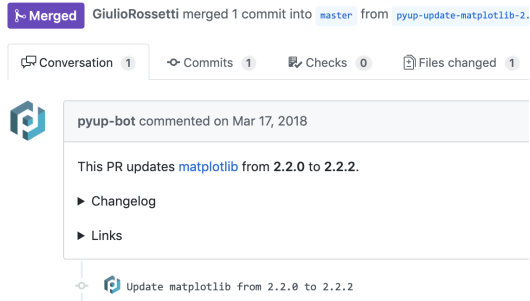 Merged GiulioRossetti merged 1 commit into master from pyup-update-matplotlib-2.
Conversation 1 Commits 1 Checks 0 Files changed 1
pyup-bot commented on Mar 17, 2018
This PR updates matplotlib from 2.2.0 to 2.2.2.
Changelog
Links
Update matplotlib from 2.2.0 to 2.2.2